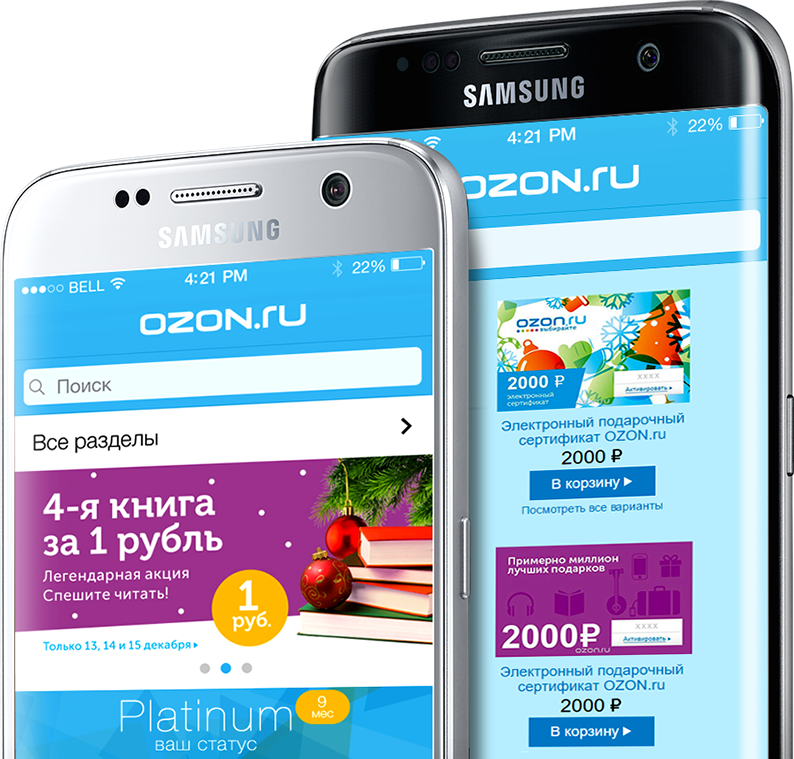 SAMSUNG
BELL
4:21 PM
22%
OZON.ru
Поиск
Все разделы
4-я книга
за 1 рубль
Легендарная акция
Спешите читать!
1
руб.
Только 13, 14 и 15 декабря
Platinum
9
мес
ваш статус
SAMSUNG
4:21 PM
22%
OZON.ru
OZON.ru
выбирайте
2000 ₽
электронный
сертификат
XXXX
Активировать
Электронный подарочный
сертификат OZON.ru
2000 ₽
В корзину
Посмотреть все варианты
Примерно миллион
лучших подарков
2000₽
XXXX
Активировать
ozon.ru
Электронный подарочный
сертификат OZON.ru
2000 ₽
В корзину